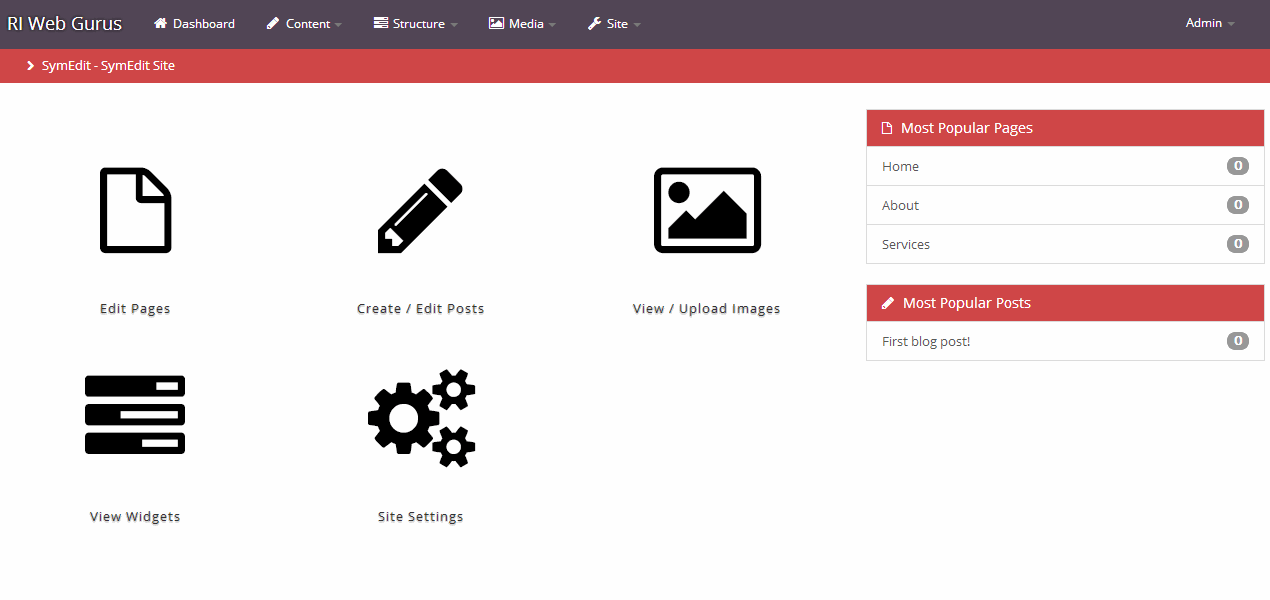 RI Web Gurus Dashboard Content Structure Media Site Admin
SymEdit - SymEdit Site
Edit Pages
Create / Edit Posts
View / Upload Images
View Widgets
Site Settings
Most Popular Pages
Home 0
About 0
Services 0
Most Popular Posts
First blog post! 0